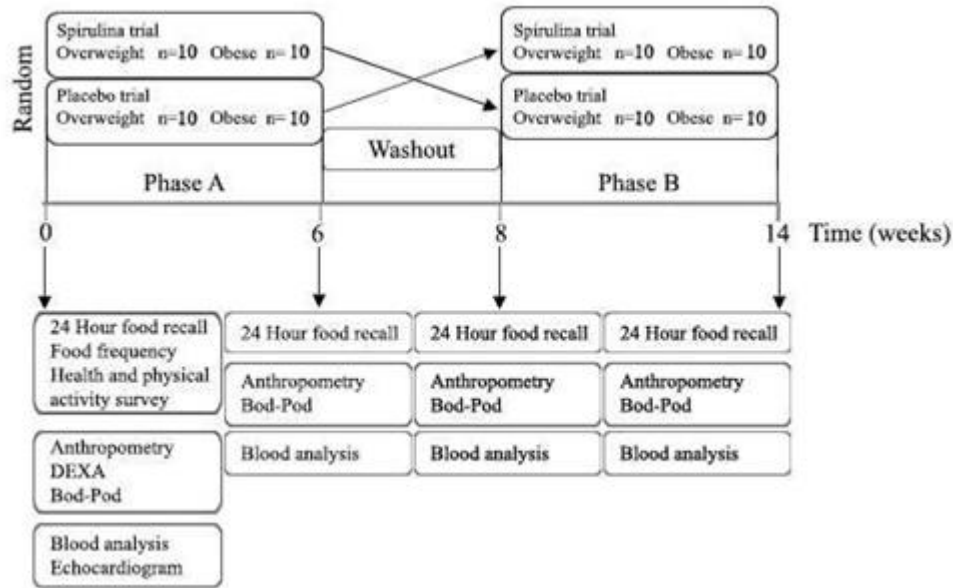 Random
Spirulina trial
Overweight n=10 Obese n=10
Placebo trial
Overweight n=10 Obese n=10
Spirulina trial
Overweight n=10 Obese n=10
Placebo trial
Overweight n=10 Obese n=10
Washout
Phase A
Phase B
0
6
8
14
Time (weeks)
24 Hour food recall
Food frequency
Health and physical
activity survey
Anthropometry
DEXA
Bod-Pod
Blood analysis
Echocardiogram
24 Hour food recall
Anthropometry
Bod-Pod
Blood analysis
24 Hour food recall
Anthropometry
Bod-Pod
Blood analysis
24 Hour food recall
Anthropometry
Bod-Pod
Blood analysis